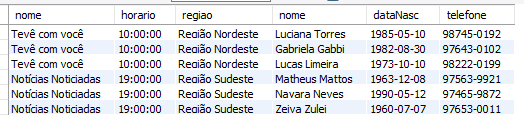 nome horario regiao nome dataNasc telefone
Tevê com você 10:00:00 Região Nordeste Luciana Torres 1985-05-10 98745-0192
Tevê com você 10:00:00 Região Nordeste Gabriela Gabbi 1982-08-30 97643-0102
Tevê com você 10:00:00 Região Nordeste Lucas Limeira 1973-10-10 98222-0199
Notícias Noticiadas 19:00:00 Região Sudeste Matheus Mattos 1963-12-08 97563-9921
Notícias Noticiadas 19:00:00 Região Sudeste Navara Neves 1990-05-12 97465-9872
Notícias Noticiadas 19:00:00 Região Sudeste Zeiva Zulei 1960-07-07 97653-0011